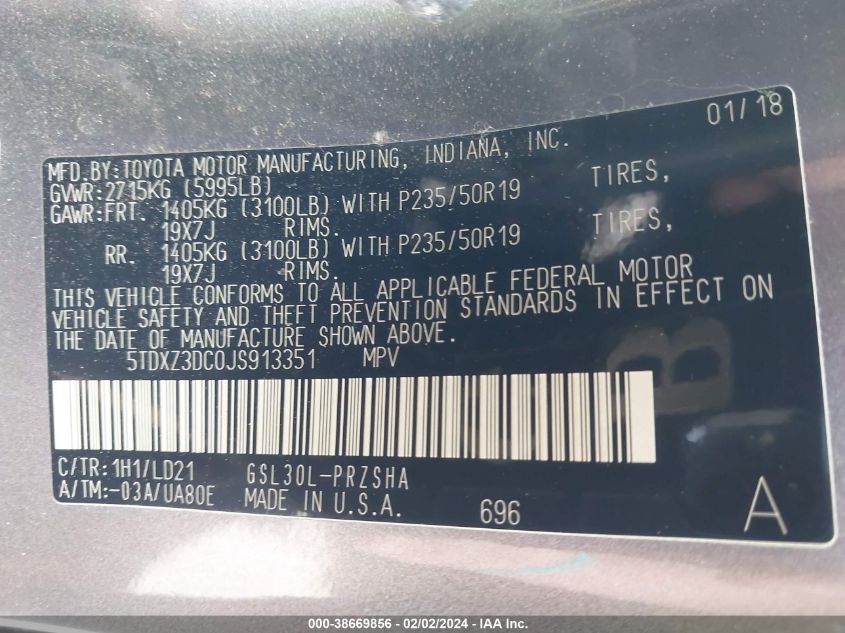 01/18
MFD.BY:TOYOTA MOTOR MANUFACTURING, INDIANA, INC.
GVWR:2715KG (5995LB)
GAWR:FRT. 1405KG (3100LB) WITH P235/50R19 TIRES,
19X7J RIMS.
RR. 1405KG (3100LB) WITH P235/50R19 TIRES,
19X7J RIMS.
THIS VEHICLE CONFORMS TO ALL APPLICABLE FEDERAL MOTOR
VEHICLE SAFETY AND THEFT PREVENTION STANDARDS IN EFFECT ON
THE DATE OF MANUFACTURE SHOWN ABOVE.
5TDXZ3DC0JS913351 MPV
C/TR:1H1/LD21 GSL30L-PRZSHA
A/TM:-03A/UA80E MADE IN U.S.A. 696 A
000-38669856 - 02/02/2024 - IAA Inc.